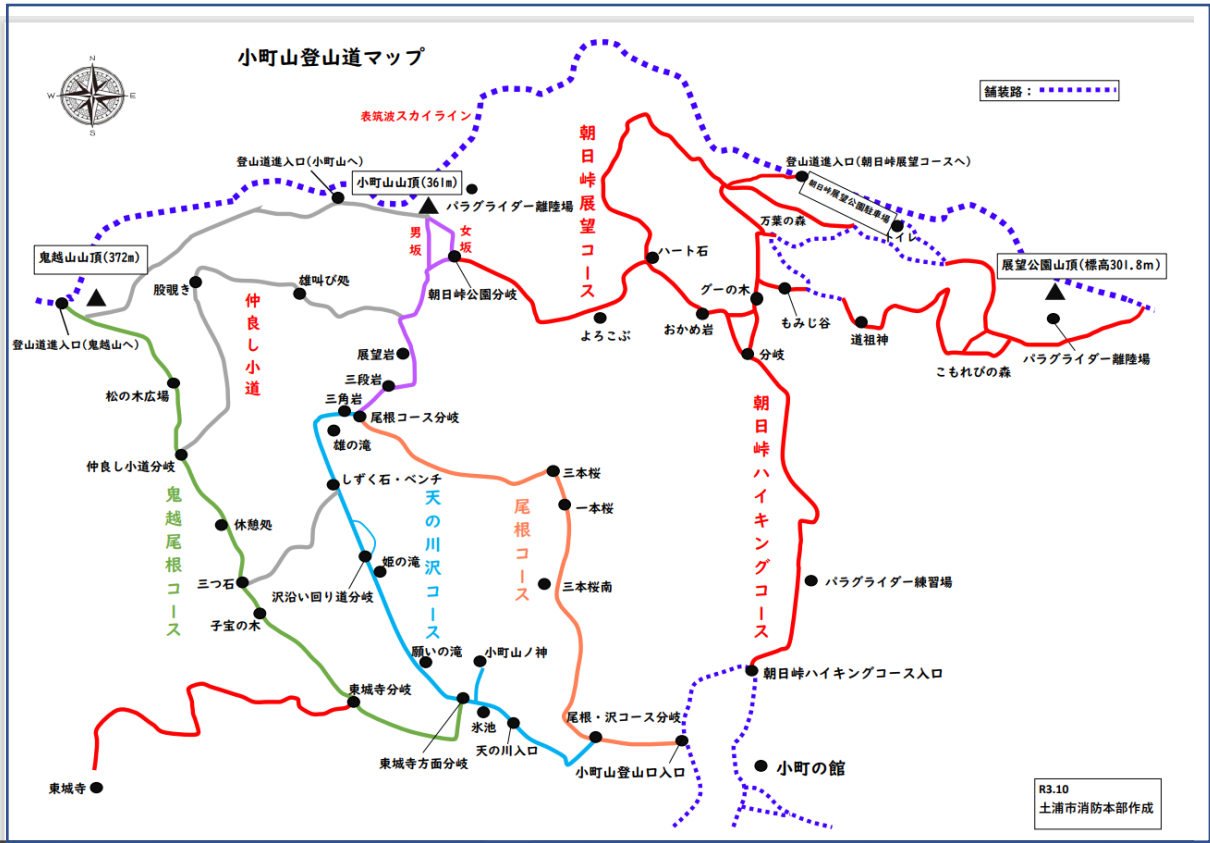 小町山登山道マップ
N
W
E
S
舗装路：
表筑波スカイライン
朝日峠展望コース
登山道進入口(小町山へ)
登山道進入口(朝日峠展望コースへ)
小町山山頂(361m)
パラグライダー離陸場
朝日峠展望公園駐車場
万葉の森
トイレ
男坂
女坂
鬼越山山頂(372m)
股覗き
雄叫び処
朝日峠公園分岐
ハート石
展望公園山頂(標高301.8m)
仲良し小道
グーの木
もみじ谷
おかめ岩
よろこぶ
道祖神
登山道進入口(鬼越山へ)
展望岩
分岐
こもれびの森
パラグライダー離陸場
松の木広場
三段岩
三角岩
尾根コース分岐
朝日峠ハイキングコース
雄の滝
仲良し小道分岐
しずく石・ベンチ
三本桜
鬼越尾根コース
天の川沢コース
尾根コース
一本桜
休憩処
姫の滝
三つ石
沢沿い回り道分岐
三本桜南
パラグライダー練習場
子宝の木
願いの滝
小町山ノ神
朝日峠ハイキングコース入口
東城寺分岐
氷池
尾根・沢コース分岐
天の川入口
東城寺方面分岐
小町山登山口入口
小町の館
東城寺
R3.10
土浦市消防本部作成